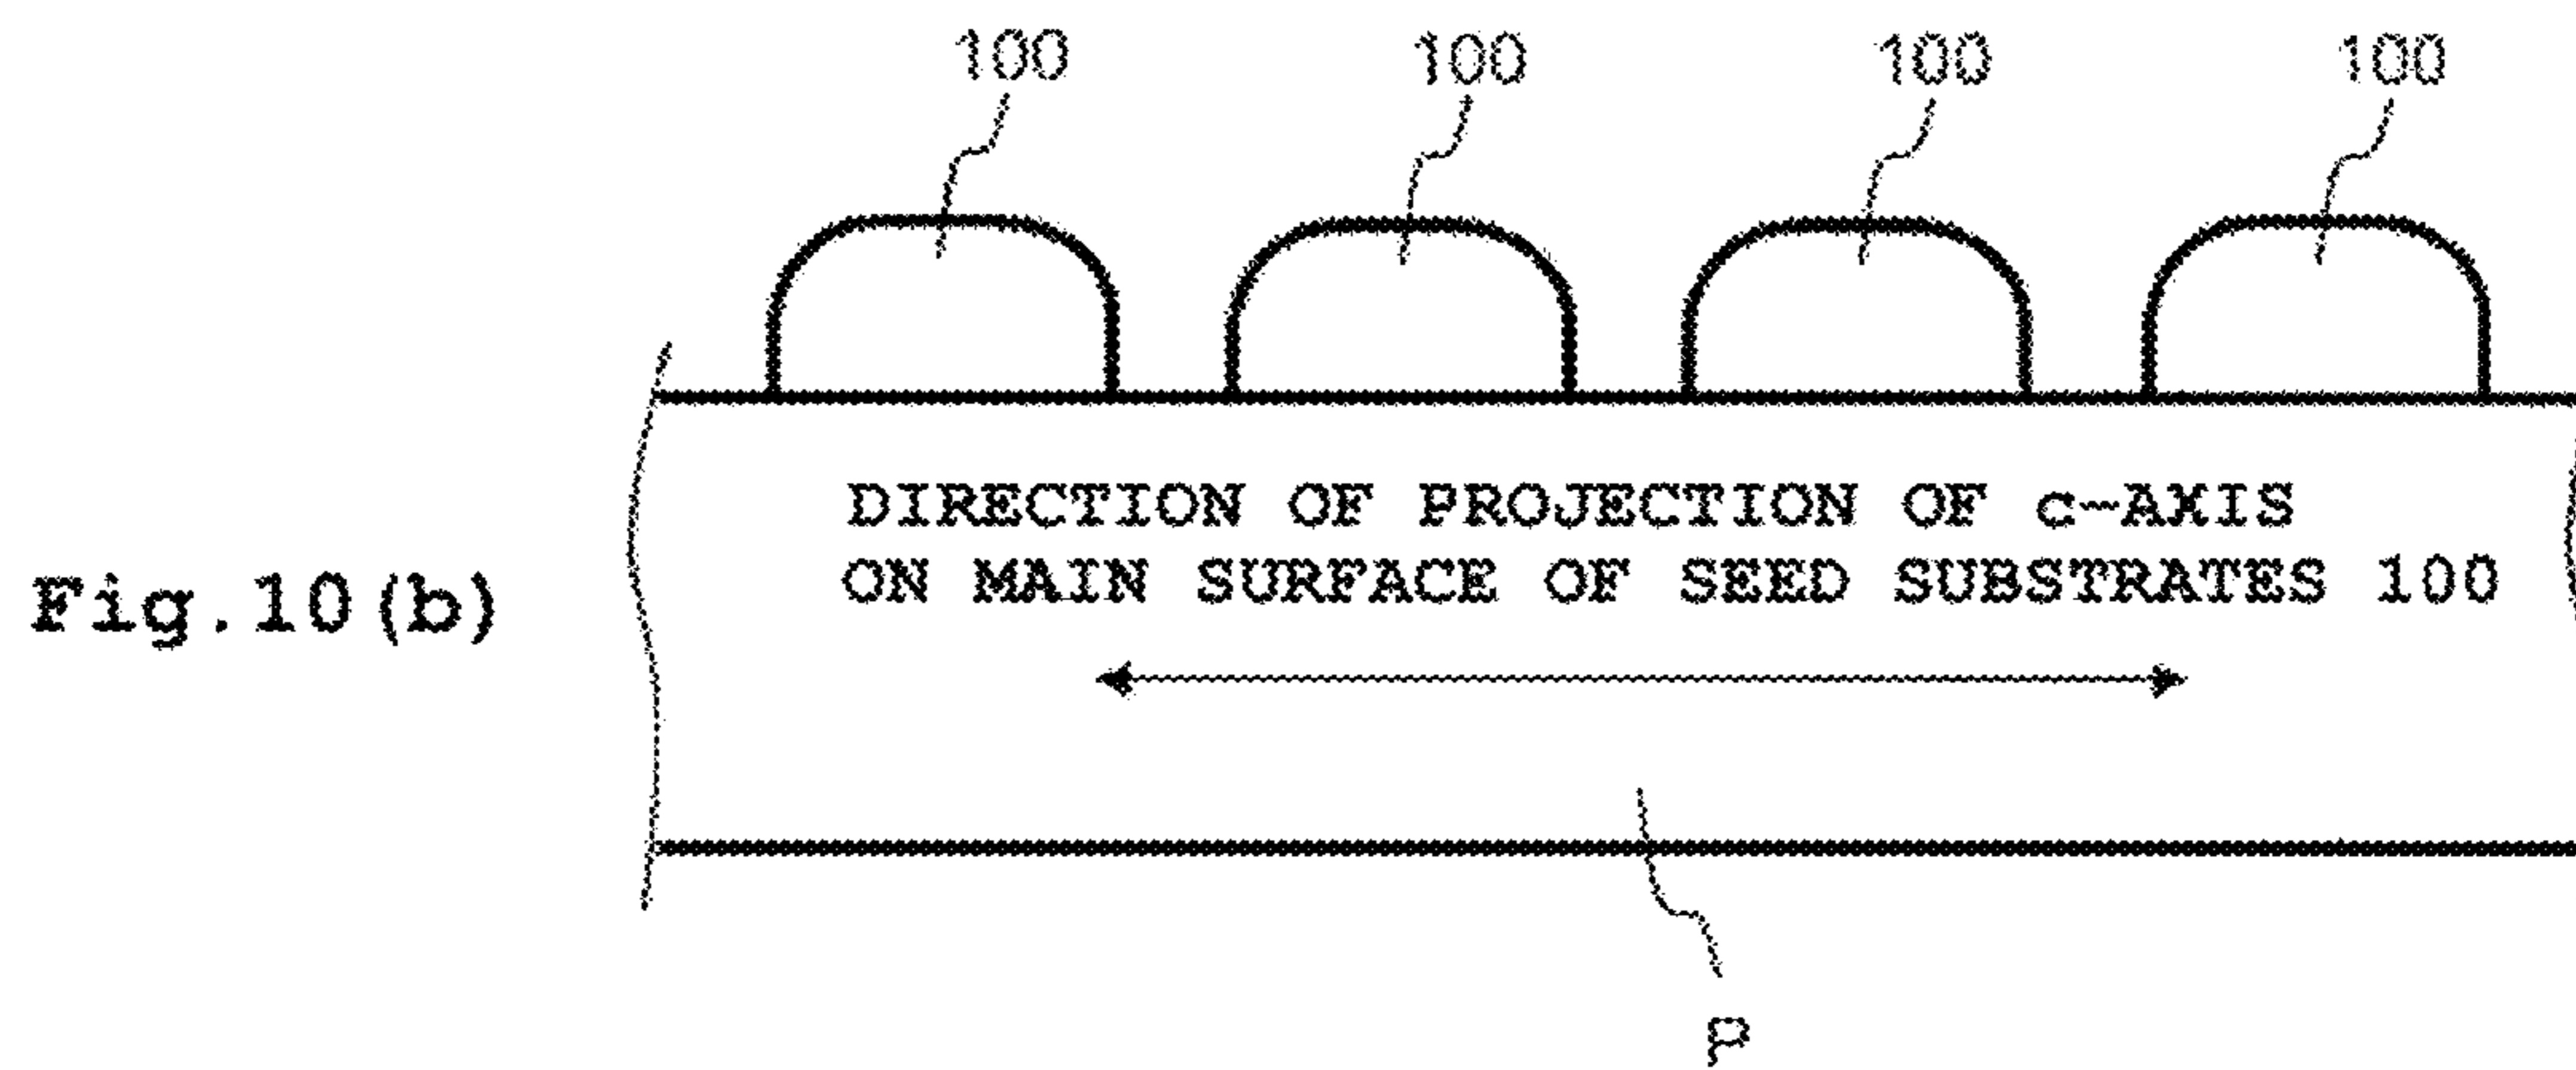 100 100 100 100
DIRECTION OF PROJECTION OF c-AXIS
ON MAIN SURFACE OF SEED SUBSTRATES 100
Fig.10(b)
P